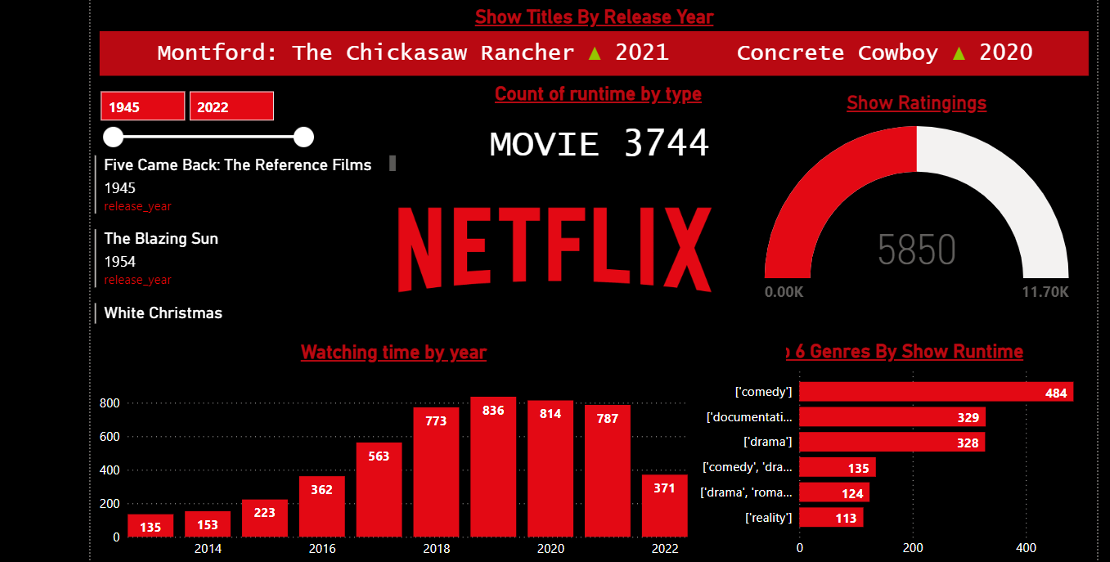 Show Titles By Release Year
Montford: The Chickasaw Rancher ▲ 2021 Concrete Cowboy ▲ 2020
1945 2022
Five Came Back: The Reference Films
1945
release_year
The Blazing Sun
1954
release_year
White Christmas
Count of runtime by type
MOVIE 3744
NETFLIX
Show Ratingings
5850
0.00K 11.70K
Watching time by year
800
600
400
200
0
135 153 223 362 563 773 836 814 787 371
2014 2016 2018 2020 2022
6 Genres By Show Runtime
['comedy'] 484
['documentati... 329
['drama'] 328
['comedy', 'dra... 135
['drama', 'roma... 124
['reality'] 113
0 200 400